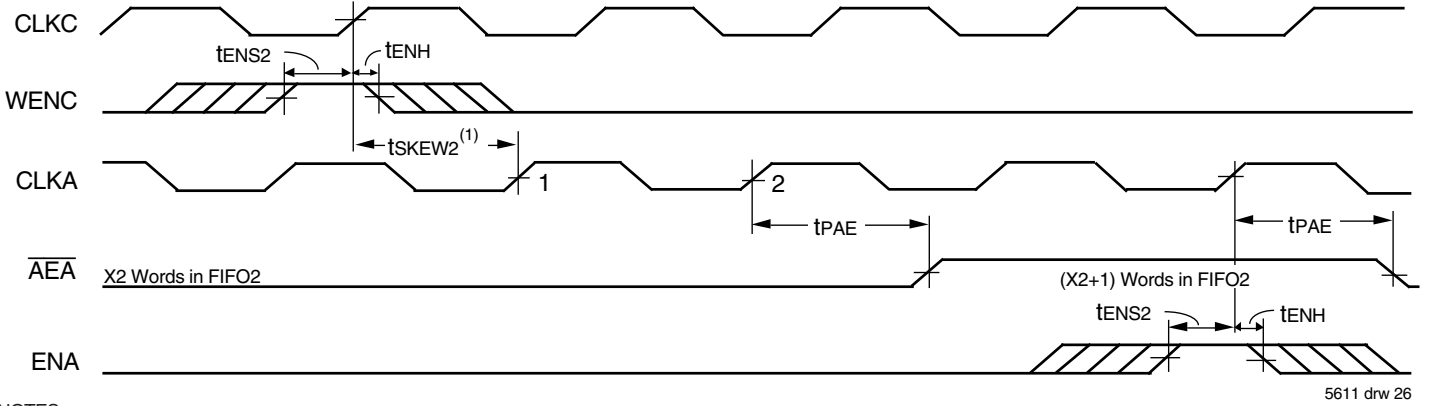 CLKC
tENS2
tENH
WENC
tSKEW2(1)
CLKA
1
2
tPAE
tPAE
AEA
X2 Words in FIFO2
(X2+1) Words in FIFO2
tENS2
tENH
ENA
5611 drw 26